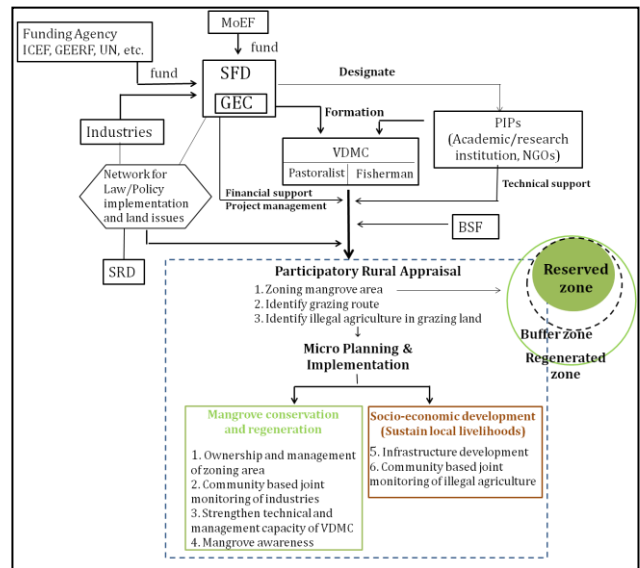 MoEF
Funding Agency
ICEF, GEERF, UN, etc.
fund
fund
SFD
GEC
Designate
Formation
Industries
PIPs
(Academic/research
institution, NGOs)
VDMC
Pastoralist
Fisherman
Network for
Law/Policy
implementation
and land issues
Financial support
Project management
Technical support
BSF
SRD
Participatory Rural Appraisal
1. Zoning mangrove area
2. Identify grazing route
3. Identify illegal agriculture in grazing land
Reserved
zone
Buffer zone
Regenerated
zone
Micro Planning &
Implementation
Mangrove conservation
and regeneration
1. Ownership and management
of zoning area
2. Community based joint
monitoring of industries
3. Strengthen technical and
management capacity of VDMC
4. Mangrove awareness
Socio-economic development
(Sustain local livelihoods)
5. Infrastructure development
6. Community based joint
monitoring of illegal agriculture